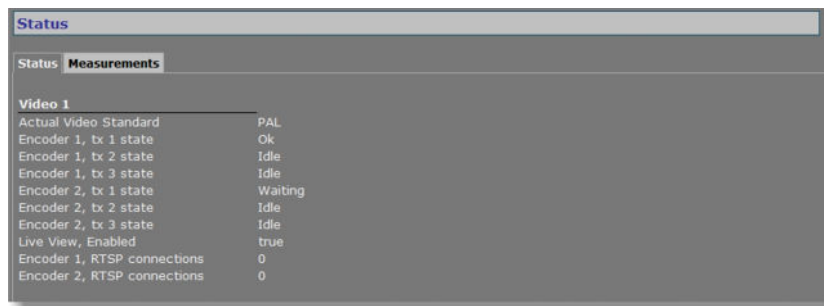 Status
Status Measurements
Video 1
Actual Video Standard PAL
Encoder 1, tx 1 state Ok
Encoder 1, tx 2 state Idle
Encoder 1, tx 3 state Idle
Encoder 2, tx 1 state Waiting
Encoder 2, tx 2 state Idle
Encoder 2, tx 3 state Idle
Live View, Enabled true
Encoder 1, RTSP connections 0
Encoder 2, RTSP connections 0